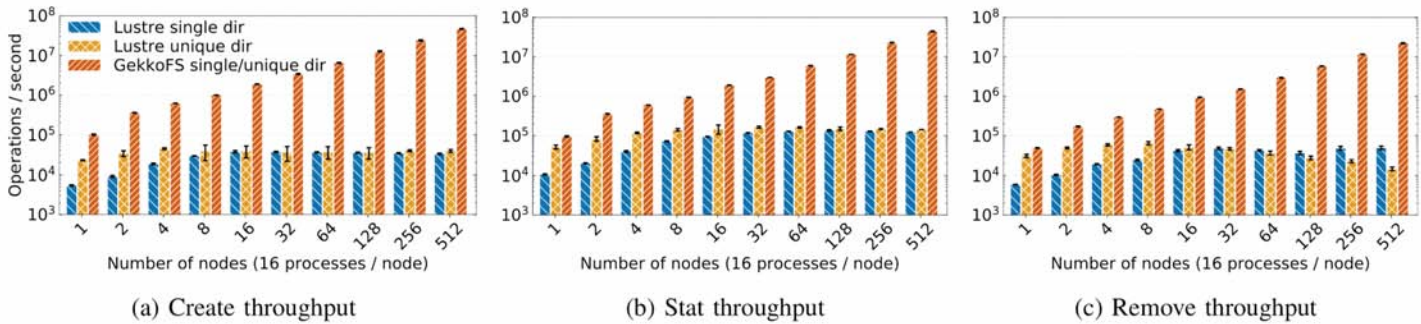 Operations / second
10^8
10^7
10^6
10^5
10^4
10^3
Lustre single dir
Lustre unique dir
GekkoFS single/unique dir
1 2 4 8 16 32 64 128 256 512
Number of nodes (16 processes / node)
(a) Create throughput
10^8
10^7
10^6
10^5
10^4
10^3
1 2 4 8 16 32 64 128 256 512
Number of nodes (16 processes / node)
(b) Stat throughput
10^8
10^7
10^6
10^5
10^4
10^3
1 2 4 8 16 32 64 128 256 512
Number of nodes (16 processes / node)
(c) Remove throughput